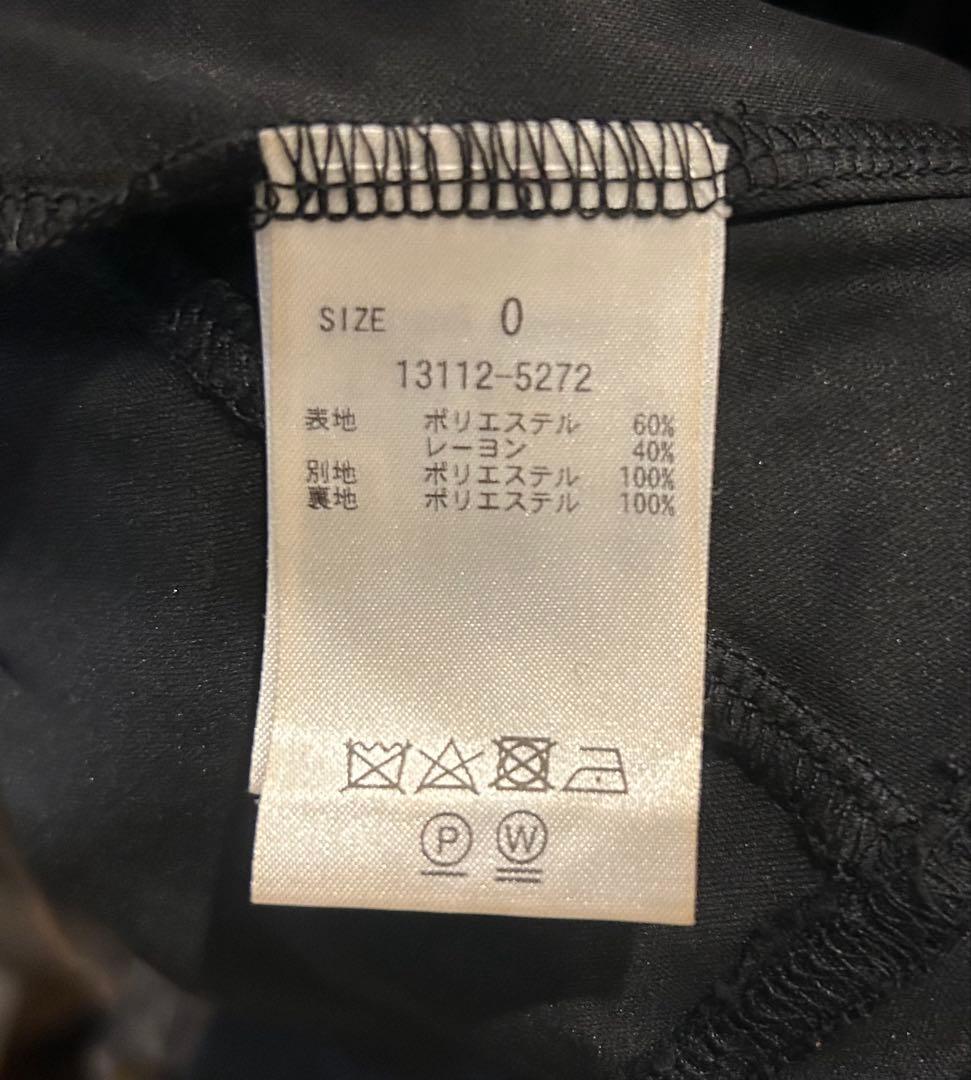 SIZE 0
13112-5272
表地 ポリエステル 60%
レーヨン 40%
別地 ポリエステル 100%
裏地 ポリエステル 100%
P W